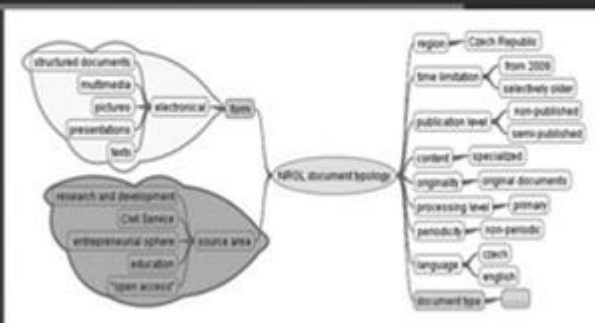 structured documents
multimedia
pictures
presentations
texts
electronical
form
research and development
Civil Service
entrepreneurial sphere
education
"open access"
source area
NROL document typology
region
Czech Republic
time limitation
from 2009
selectively older
publication level
non-published
semi-published
content
specialized
originality
original documents
processing level
primary
periodicity
non-periodic
language
czech
english
document type